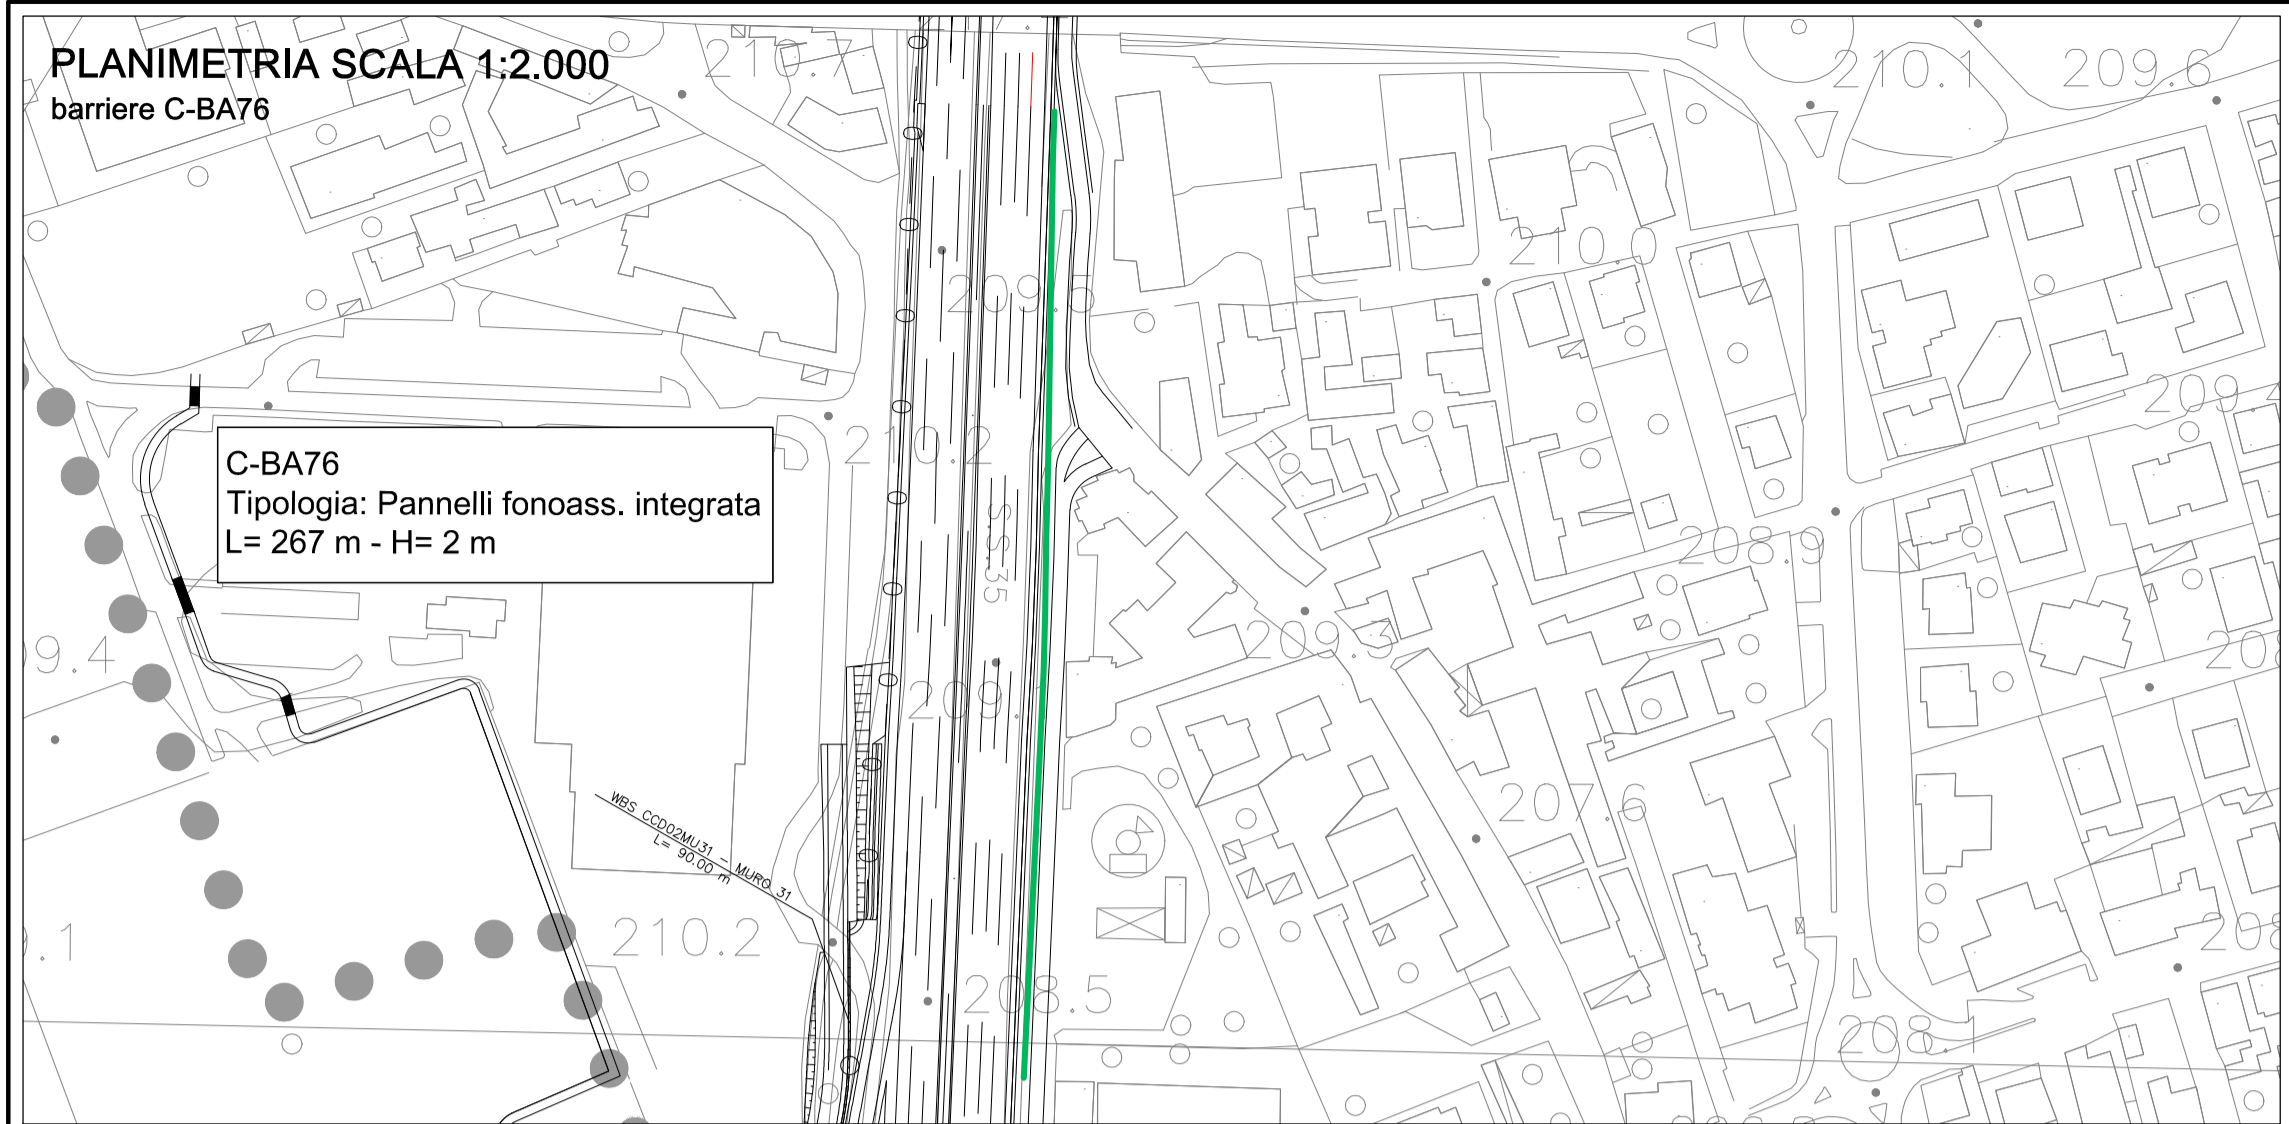 PLANIMETRIA SCALA 1:2.000
barriere C-BA76
210.7
210.1
209.6
210.0
209.5
209.4
210.2
C-BA76
Tipologia: Pannelli fonoass. integrata
L= 267 m - H= 2 m
S.S.35
208.9
9.4
209.3
209.
207.6
WBS CCD02MU31 - MURO 31
L= 90.00 m
.1
210.2
208.5
208.1